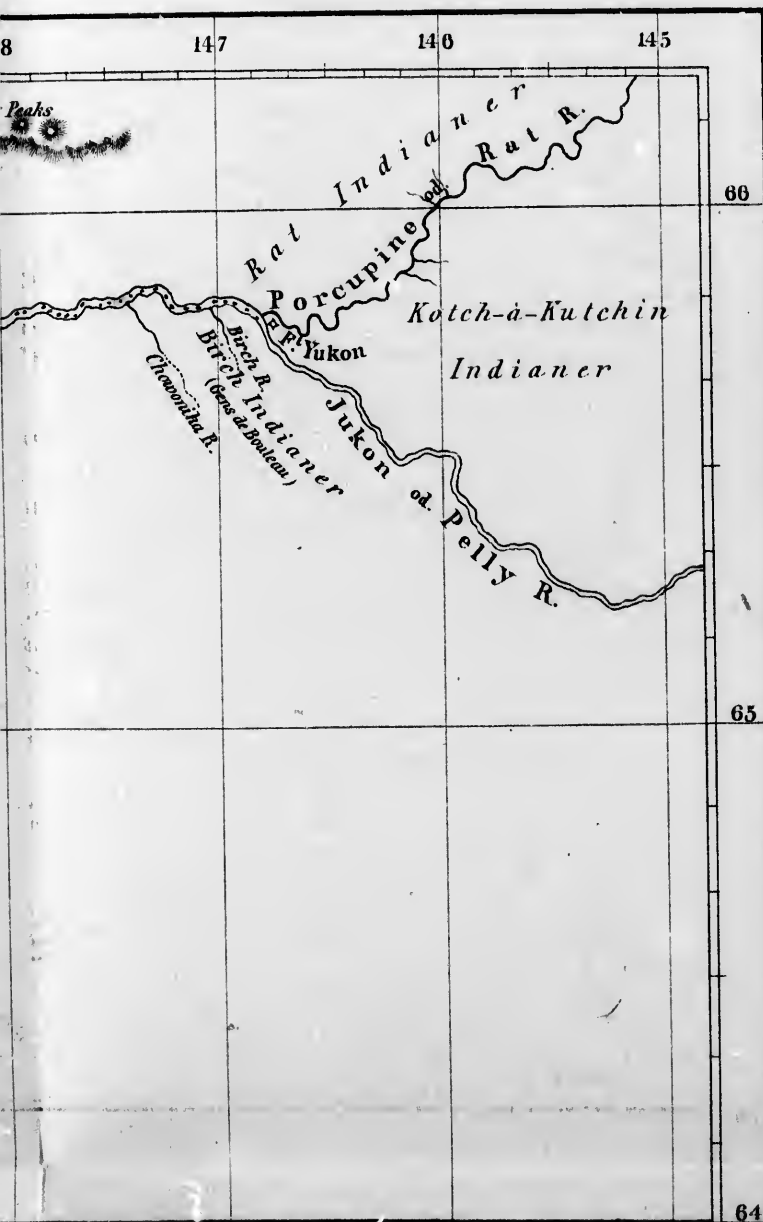 8 147 146 145
Peaks
Rat Indianer
Porcupine od. Rat R.
66
Kotch-à-Kutchin
Indianer
F. Yukon
Birch R.
Birch Indianer
(Gens de Bouleau)
Chowonika R.
Jukon od. Pelly R.
65
64